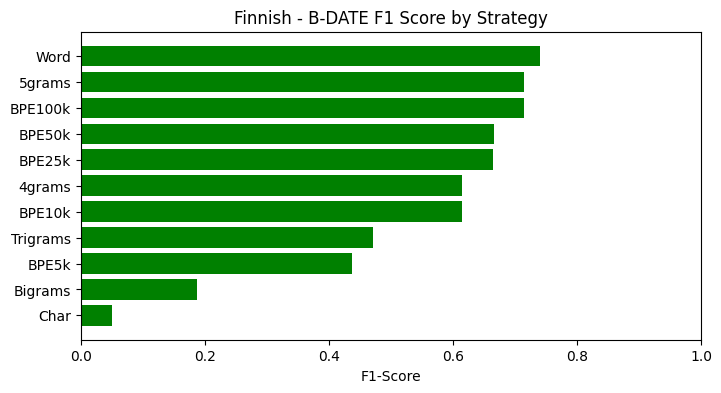 Finnish - B-DATE F1 Score by Strategy
Word
5grams
BPE100k
BPE50k
BPE25k
4grams
BPE10k
Trigrams
BPE5k
Bigrams
Char
0.0 0.2 0.4 0.6 0.8 1.0
F1-Score